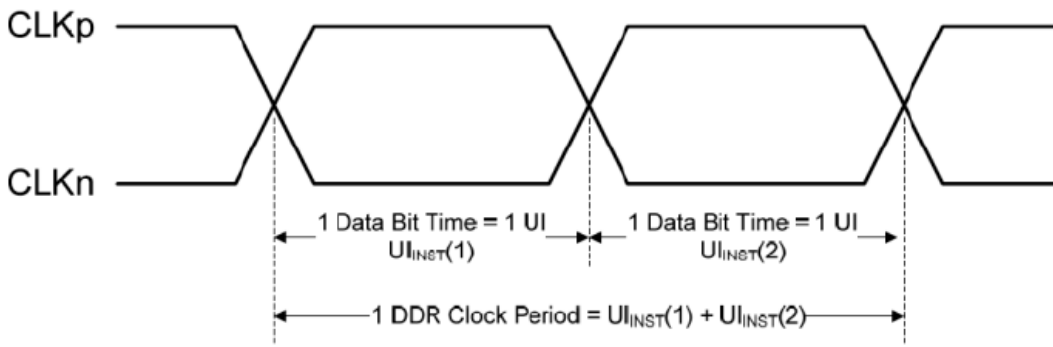 CLKp
CLKn
1 Data Bit Time = 1 UI
UI_INST(1)
1 Data Bit Time = 1 UI
UI_INST(2)
1 DDR Clock Period = UI_INST(1) + UI_INST(2)